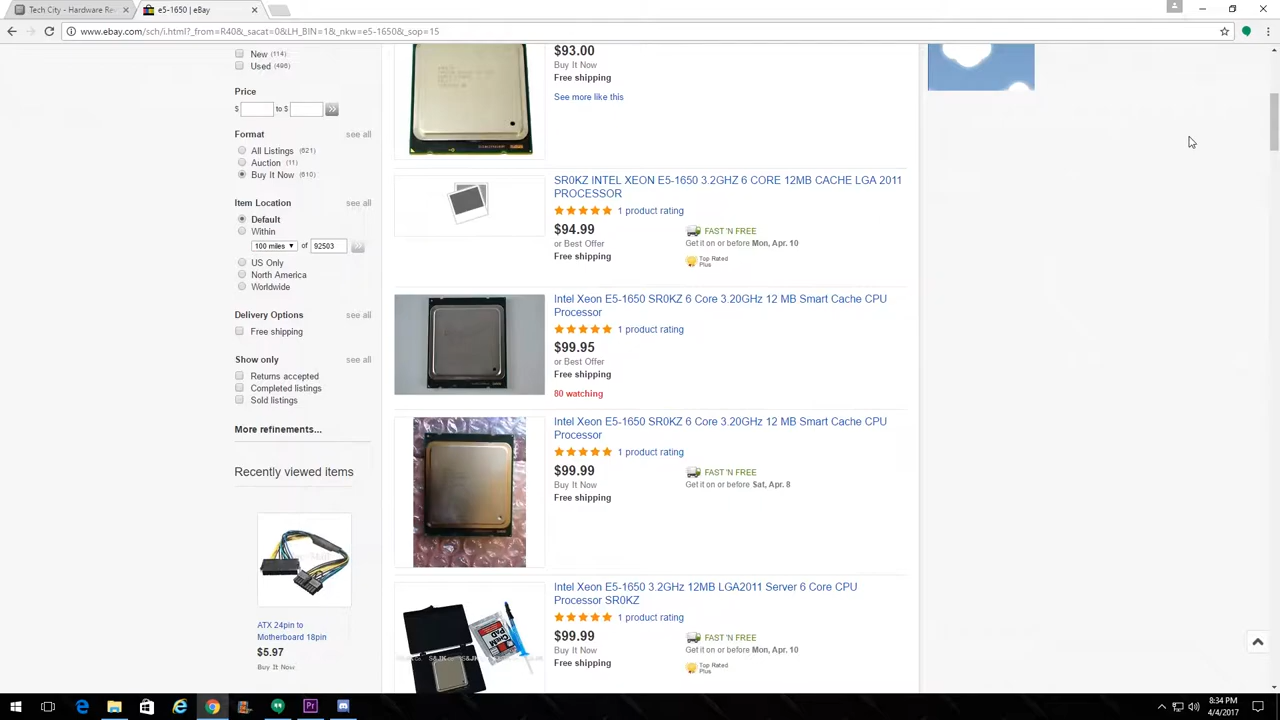 Tech City - Hardware Rev
e5-1650 | eBay
www.ebay.com/sch/i.html?_from=R40&_sacat=0&LH_BIN=1&_nkw=e5-1650&_sop=15
New (114)
Used (496)
Price
$ to $
Format see all
All Listings (621)
Auction (11)
Buy It Now (610)
Item Location see all
Default
Within
100 miles of 92503
US Only
North America
Worldwide
Delivery Options see all
Free shipping
Show only see all
Returns accepted
Completed listings
Sold listings
More refinements...
Recently viewed items
ATX 24pin to
Motherboard 18pin
$5.97
Buy It Now
$93.00
Buy It Now
Free shipping
See more like this
SR0KZ INTEL XEON E5-1650 3.2GHZ 6 CORE 12MB CACHE LGA 2011
PROCESSOR
1 product rating
$94.99
or Best Offer
Free shipping
FAST 'N FREE
Get it on or before Mon, Apr. 10
Top Rated
Plus
Intel Xeon E5-1650 SR0KZ 6 Core 3.20GHz 12 MB Smart Cache CPU
Processor
1 product rating
$99.95
or Best Offer
Free shipping
80 watching
Intel Xeon E5-1650 SR0KZ 6 Core 3.20GHz 12 MB Smart Cache CPU
Processor
1 product rating
$99.99
Buy It Now
Free shipping
FAST 'N FREE
Get it on or before Sat, Apr. 8
Intel Xeon E5-1650 3.2GHz 12MB LGA2011 Server 6 Core CPU
Processor SR0KZ
1 product rating
$99.99
Buy It Now
Free shipping
FAST 'N FREE
Get it on or before Mon, Apr. 10
Top Rated
Plus
8:34 PM
4/4/2017